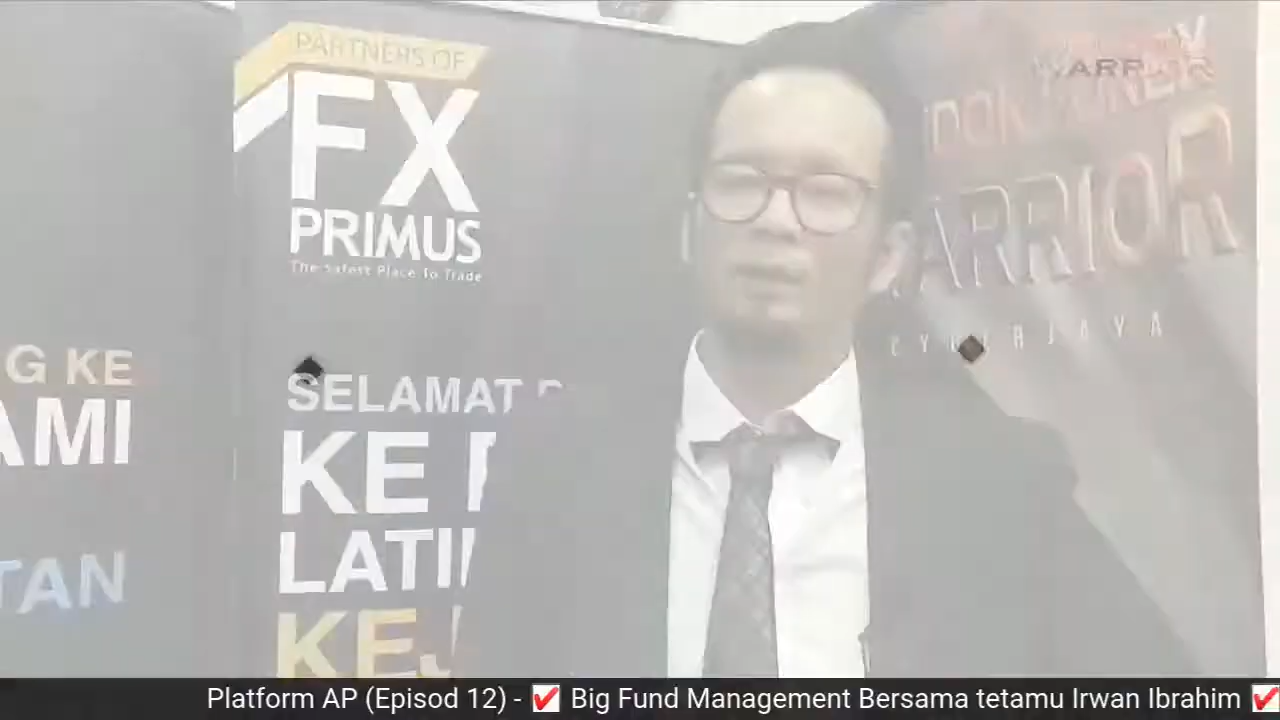 PARTNERS OF
FX
PRIMUS
The Safest Place To Trade
G KE
AMI
TAN
SELAMAT
KE
LATI
KE
WARRIOR
ARRIOR
Platform AP (Episod 12) - ✅ Big Fund Management Bersama tetamu Irwan Ibrahim ✅